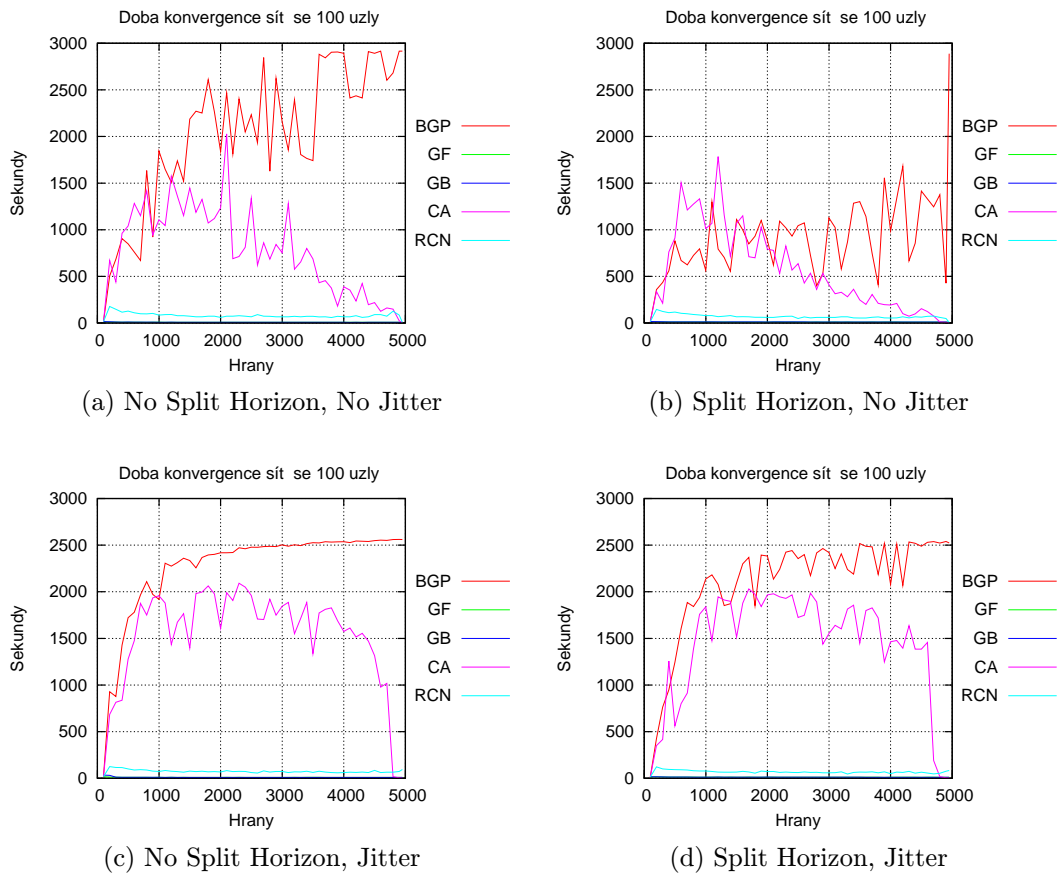 Doba konvergence sít  se 100 uzly
3000
2500
2000
1500
1000
500
0
0 1000 2000 3000 4000 5000
Sekundy
Hrany
BGP
GF
GB
CA
RCN
(a) No Split Horizon, No Jitter
Doba konvergence sít  se 100 uzly
3000
2500
2000
1500
1000
500
0
0 1000 2000 3000 4000 5000
Sekundy
Hrany
BGP
GF
GB
CA
RCN
(b) Split Horizon, No Jitter
Doba konvergence sít  se 100 uzly
3000
2500
2000
1500
1000
500
0
0 1000 2000 3000 4000 5000
Sekundy
Hrany
BGP
GF
GB
CA
RCN
(c) No Split Horizon, Jitter
Doba konvergence sít  se 100 uzly
3000
2500
2000
1500
1000
500
0
0 1000 2000 3000 4000 5000
Sekundy
Hrany
BGP
GF
GB
CA
RCN
(d) Split Horizon, Jitter